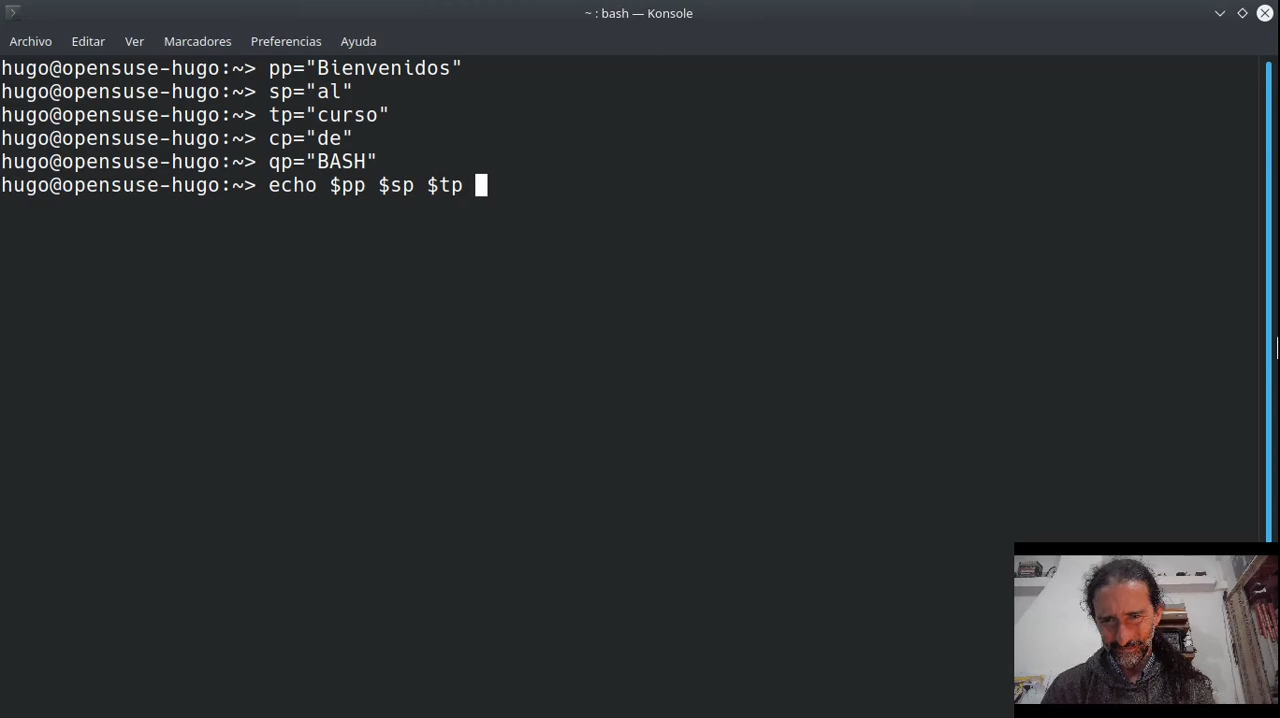 ~ : bash — Konsole
Archivo Editar Ver Marcadores Preferencias Ayuda
hugo@opensuse-hugo:~> pp="Bienvenidos"
hugo@opensuse-hugo:~> sp="al"
hugo@opensuse-hugo:~> tp="curso"
hugo@opensuse-hugo:~> cp="de"
hugo@opensuse-hugo:~> qp="BASH"
hugo@opensuse-hugo:~> echo $pp $sp $tp